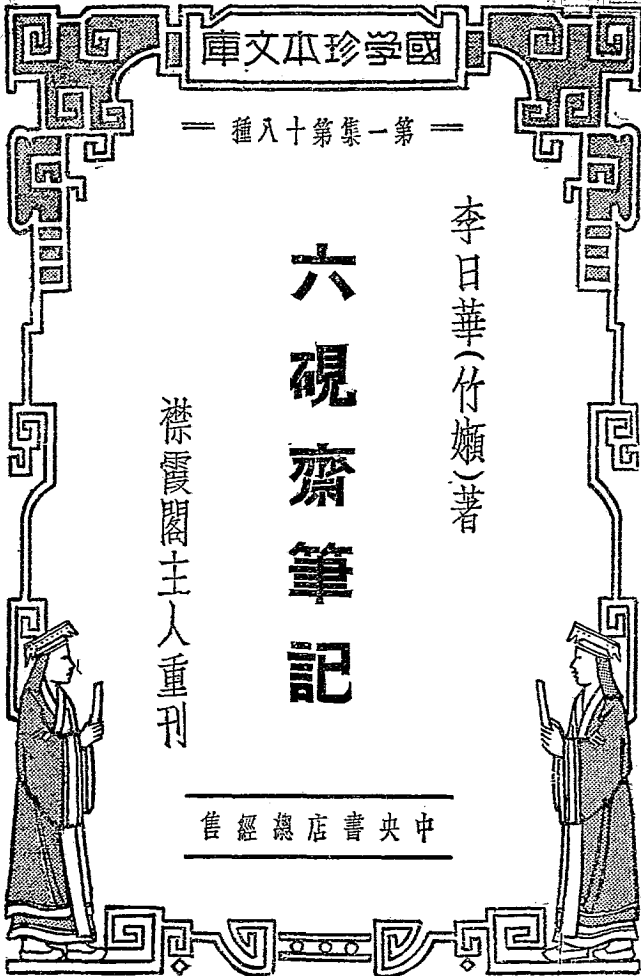 國學珍本文庫
第一集第十八種
李日華(竹嬾)著
六硯齋筆記
襟霞閣主人重刊
中央書店總經售